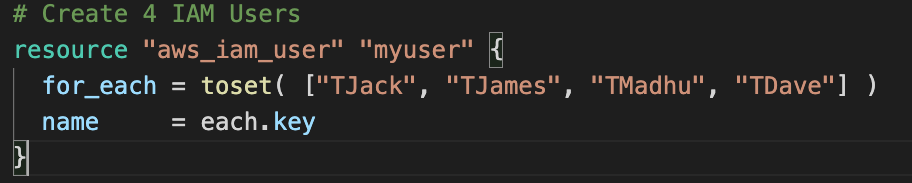 # Create 4 IAM Users
resource "aws_iam_user" "myuser" {
  for_each = toset( ["TJack", "TJames", "TMadhu", "TDave"] )
  name     = each.key
}